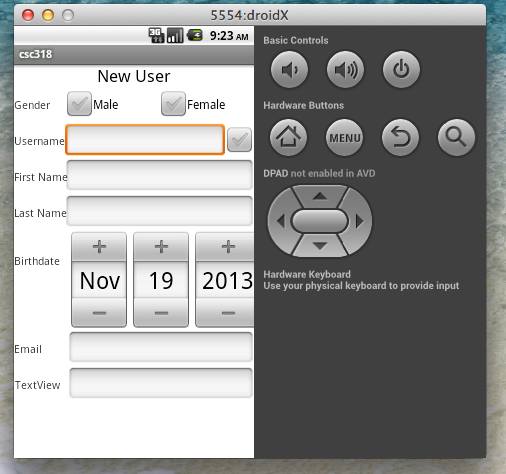 5554:droidX
3G
9:23 AM
csc318
New User
Gender Male Female
Username
First Name
Last Name
Birthdate
+ + +
Nov 19 2013
- - -
Email
TextView
Basic Controls
Hardware Buttons
MENU
DPAD not enabled in AVD
Hardware Keyboard
Use your physical keyboard to provide input